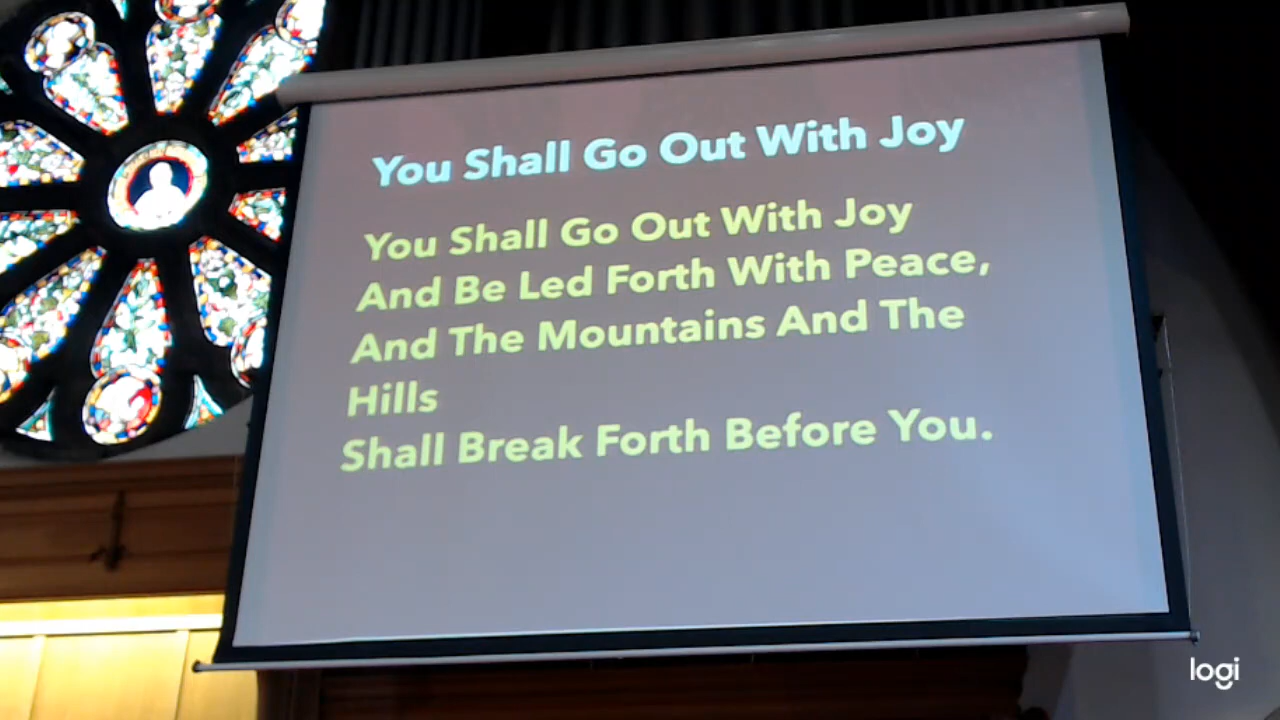 You Shall Go Out With Joy
You Shall Go Out With Joy
And Be Led Forth With Peace,
And The Mountains And The
Hills
Shall Break Forth Before You.
logi